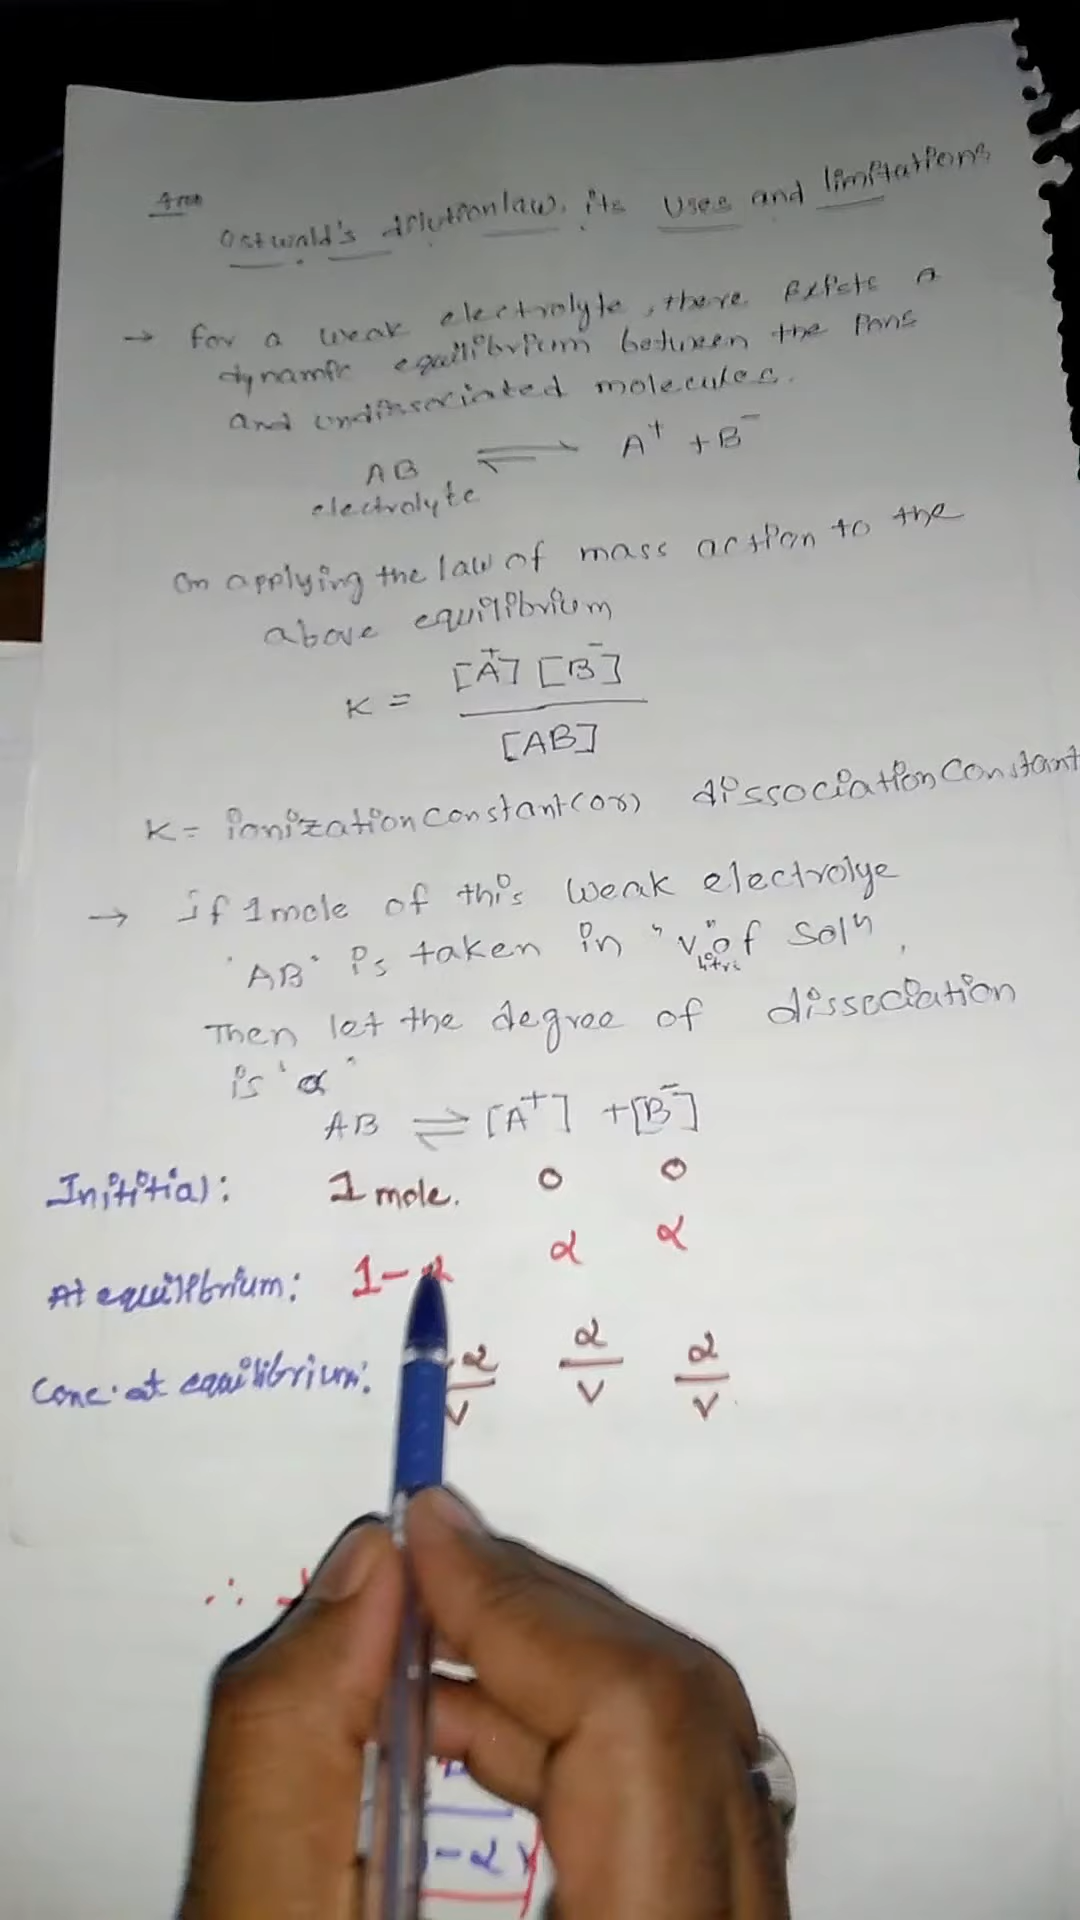 Ostwald's dilution law, its uses and limitations
→ for a weak electrolyte, there exists a
dynamic equilibrium between the ions
and undissociated molecules.
AB ⇌ A⁺ + B⁻
electrolyte
on applying the law of mass action to the
above equilibrium
K = [A⁺] [B⁻]
[AB]
K = ionization constant (or) dissociation constant
→ if 1 mole of this weak electrolye
"AB" is taken in "V" of solⁿ,
litrs
Then let the degree of dissociation
is "α"
AB ⇌ [A⁺] + [B⁻]
Inititial: 1 mole. 0 0
At equilibrium: 1-α α α
Conc. at equilibrium: -α/V α/V α/V
∴
-α V